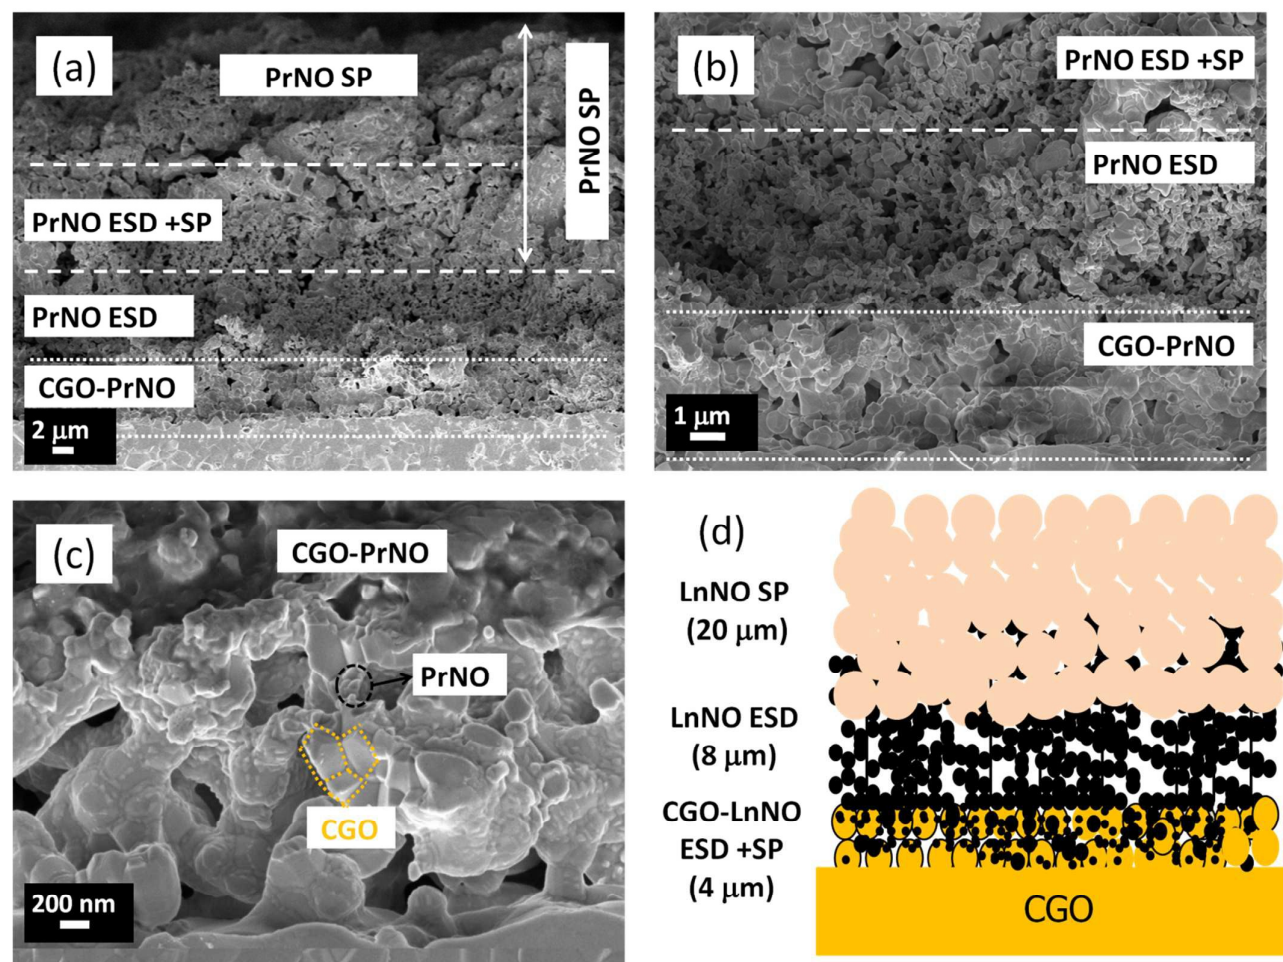 (a)
PrNO SP
PrNO SP
PrNO ESD +SP
PrNO ESD
CGO-PrNO
2 μm
(b)
PrNO ESD +SP
PrNO ESD
CGO-PrNO
1 μm
(c)
CGO-PrNO
PrNO
CGO
200 nm
(d)
LnNO SP
(20 μm)
LnNO ESD
(8 μm)
CGO-LnNO
ESD +SP
(4 μm)
CGO